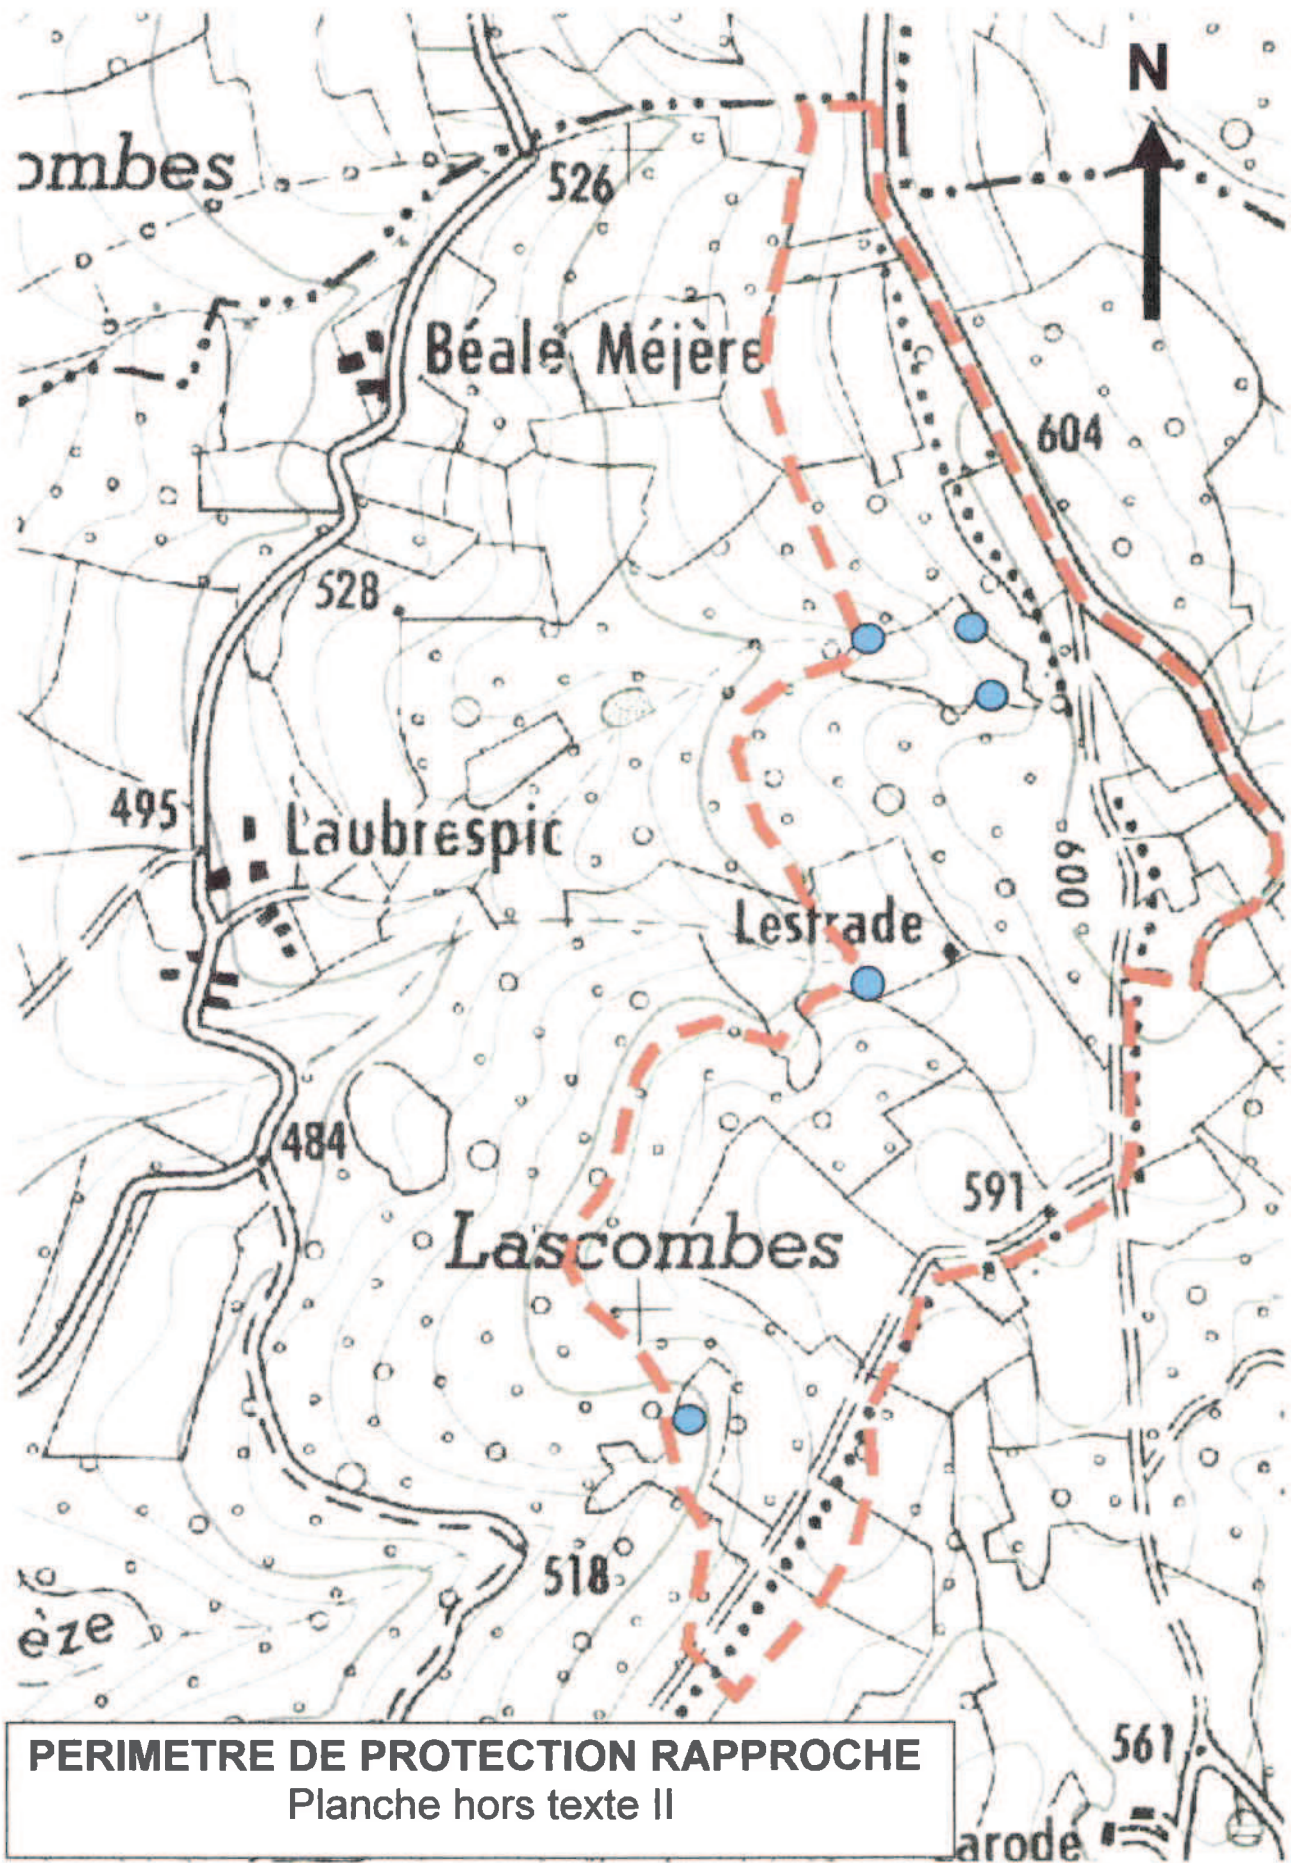 N
ombes
526
Béale Méjère
604
528
495
Laubrespic
600
Lestrade
484
591
Lascombes
518
èze
561
arode
PERIMETRE DE PROTECTION RAPPROCHE
Planche hors texte II